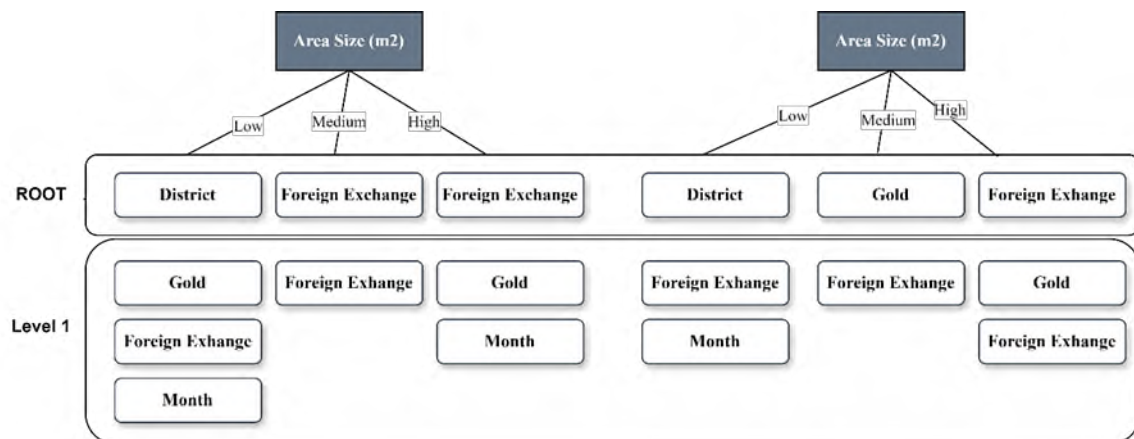 Area Size (m2)
Area Size (m2)
Low
Medium
High
Low
Medium
High
ROOT
District
Foreign Exchange
Foreign Exchange
District
Gold
Foreign Exhange
Level 1
Gold
Foreign Exhange
Gold
Foreign Exhange
Foreign Exhange
Gold
Foreign Exhange
Month
Month
Foreign Exhange
Month